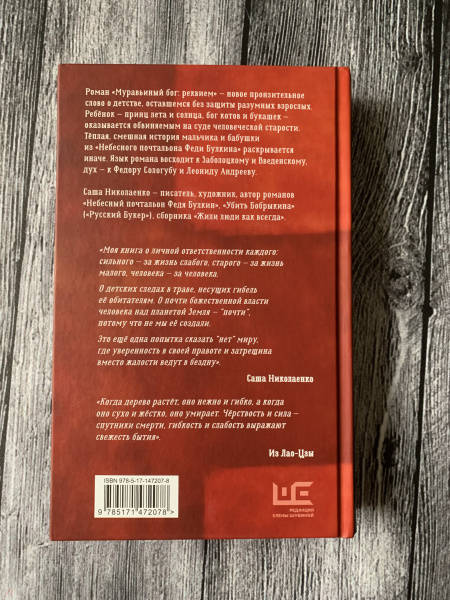 Роман «Муравьиный бог: реквием» — новое пронзительное
слово о детстве, оставшемся без защиты разумных взрослых.
Ребёнок — принц лета и солнца, бог котов и букашек —
оказывается обвиняемым на суде человеческой старости.
Тёплая, смешная история мальчика и бабушки
из «Небесного почтальона Феди Булкина» раскрывается
иначе. Язык романа восходит к Заболоцкому и Введенскому,
дух — к Федору Сологубу и Леониду Андрееву.
Саша Николаенко — писатель, художник, автор романов
«Небесный почтальон Федя Булкин», «Убить Бобрыкина»
(«Русский Букер»), сборника «Жили люди как всегда».
«Моя книга о личной ответственности каждого:
сильного — за жизнь слабого, старого — за жизнь
малого, человека — за человека.
О детских следах в траве, несущих гибель
её обитателям. О почти божественной власти
человека над планетой Земля — "почти",
потому что не мы её создали.
Это ещё одна попытка сказать "нет" миру,
где уверенность в своей правоте и затрещина
вместо жалости ведут в бездну».
Саша Николаенко
«Когда дерево растёт, оно нежно и гибко, а когда
оно сухо и жёстко, оно умирает. Чёрствость и сила —
спутники смерти, гибкость и слабость выражают
свежесть бытия».
Из Лао-Цзы
ISBN 978-5-17-147207-8
9 785171 472078 >
РЕДАКЦИЯ
ЕЛЕНЫ ШУБИНОЙ